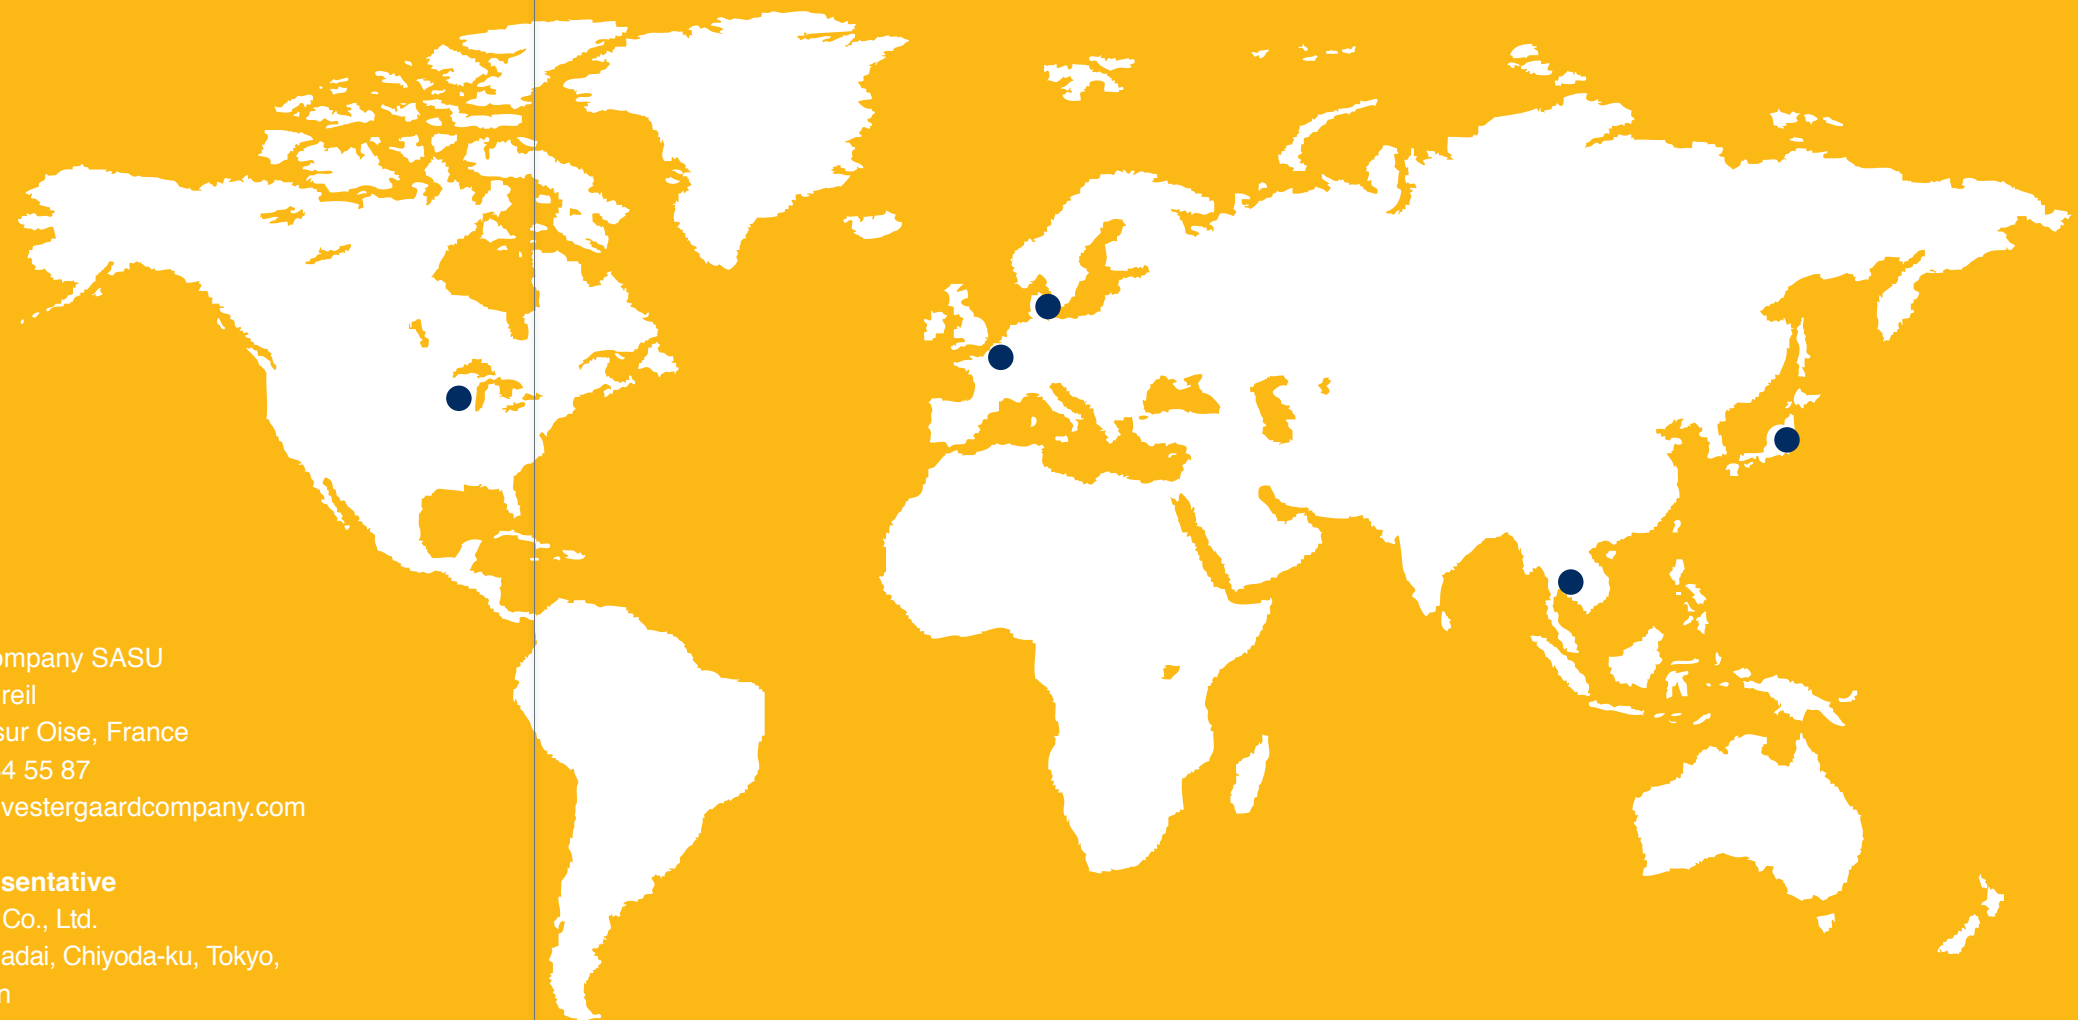 ompany SASU
reil
sur Oise, France
4 55 87
vestergaardcompany.com
sentative
Co., Ltd.
adai, Chiyoda-ku, Tokyo,
n